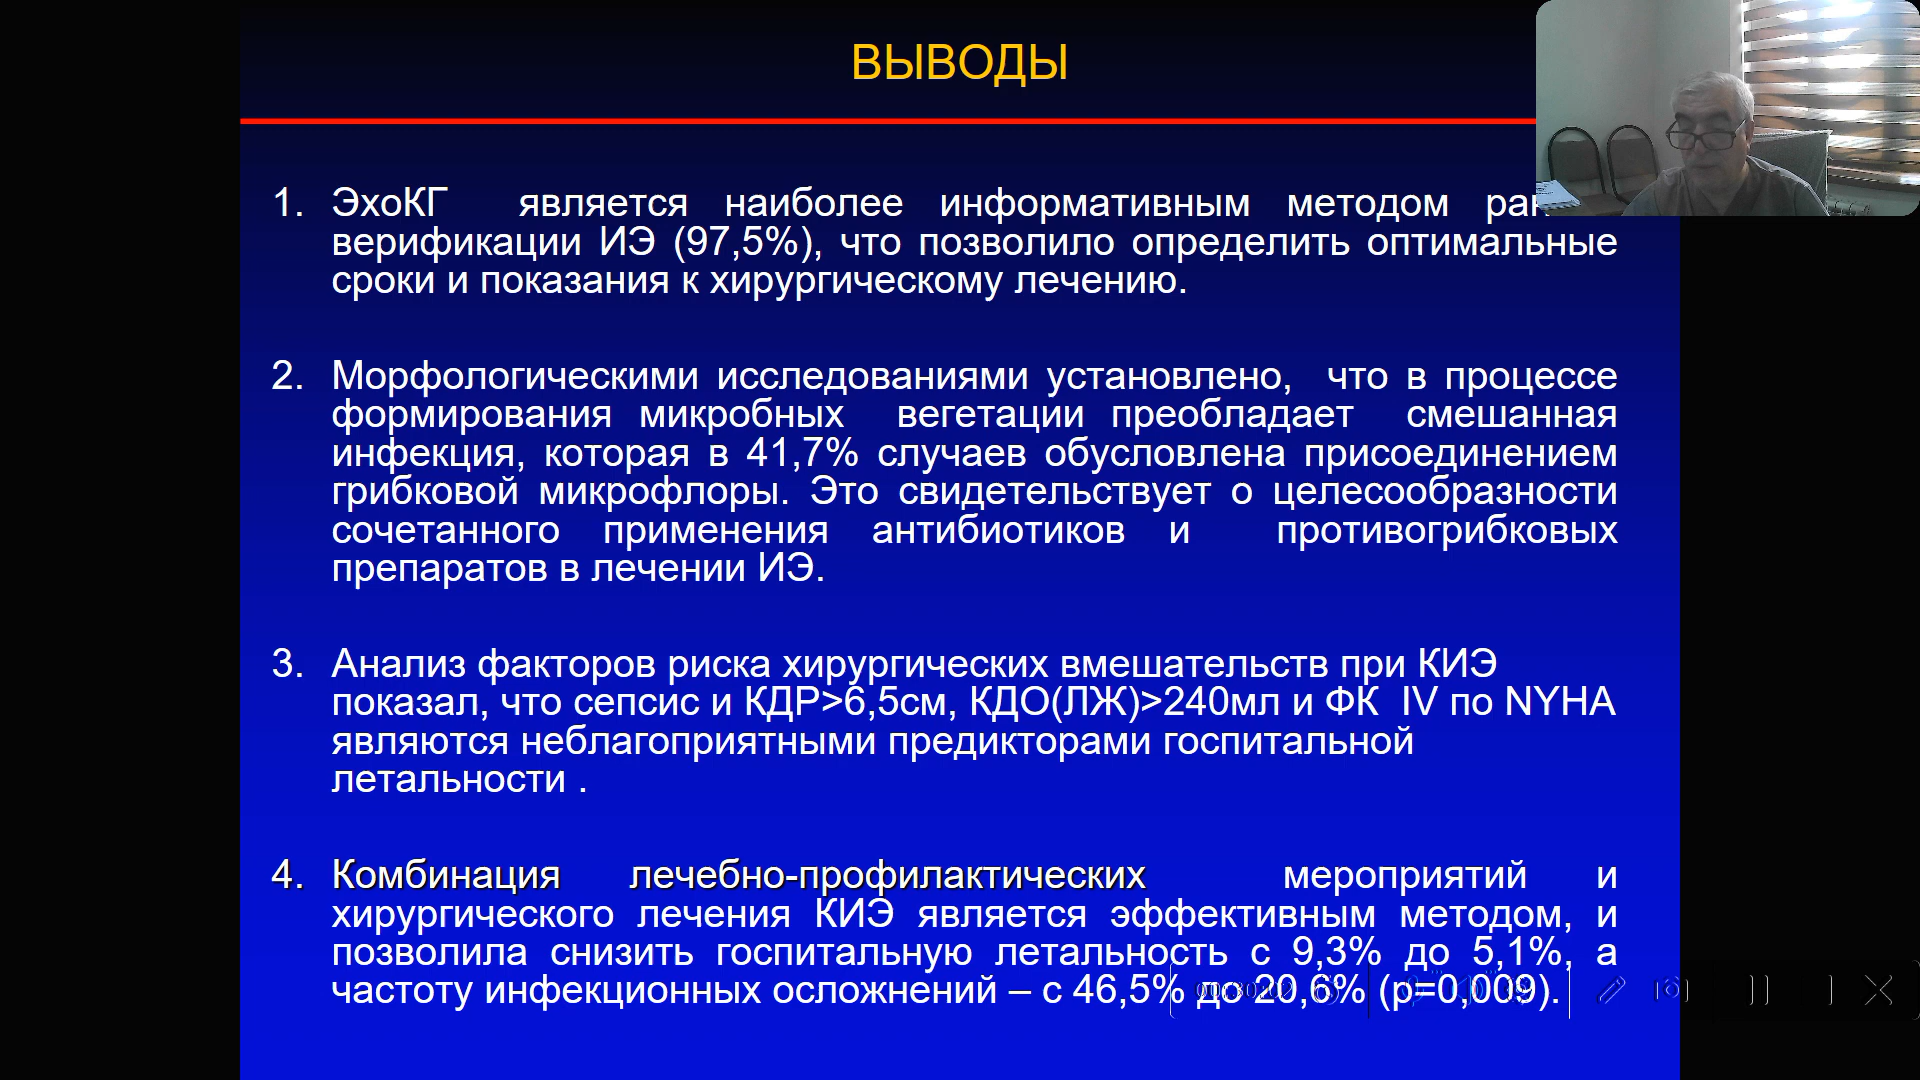 ВЫВОДЫ
1. ЭхоКГ является наиболее информативным методом
верификации ИЭ (97,5%), что позволило определить оптимальные
сроки и показания к хирургическому лечению.
2. Морфологическими исследованиями установлено, что в процессе
формирования микробных вегетации преобладает смешанная
инфекция, которая в 41,7% случаев обусловлена присоединением
грибковой микрофлоры. Это свидетельствует о целесообразности
сочетанного применения антибиотиков и противогрибковых
препаратов в лечении ИЭ.
3. Анализ факторов риска хирургических вмешательств при КИЭ
показал, что сепсис и КДР>6,5см, КДО(ЛЖ)>240мл и ФК IV по NYHA
являются неблагоприятными предикторами госпитальной
летальности .
4. Комбинация лечебно-профилактических мероприятий и
хирургического лечения КИЭ является эффективным методом, и
позволила снизить госпитальную летальность с 9,3% до 5,1%, а
частоту инфекционных осложнений – с 46,5% до 20,6% (р=0,009).